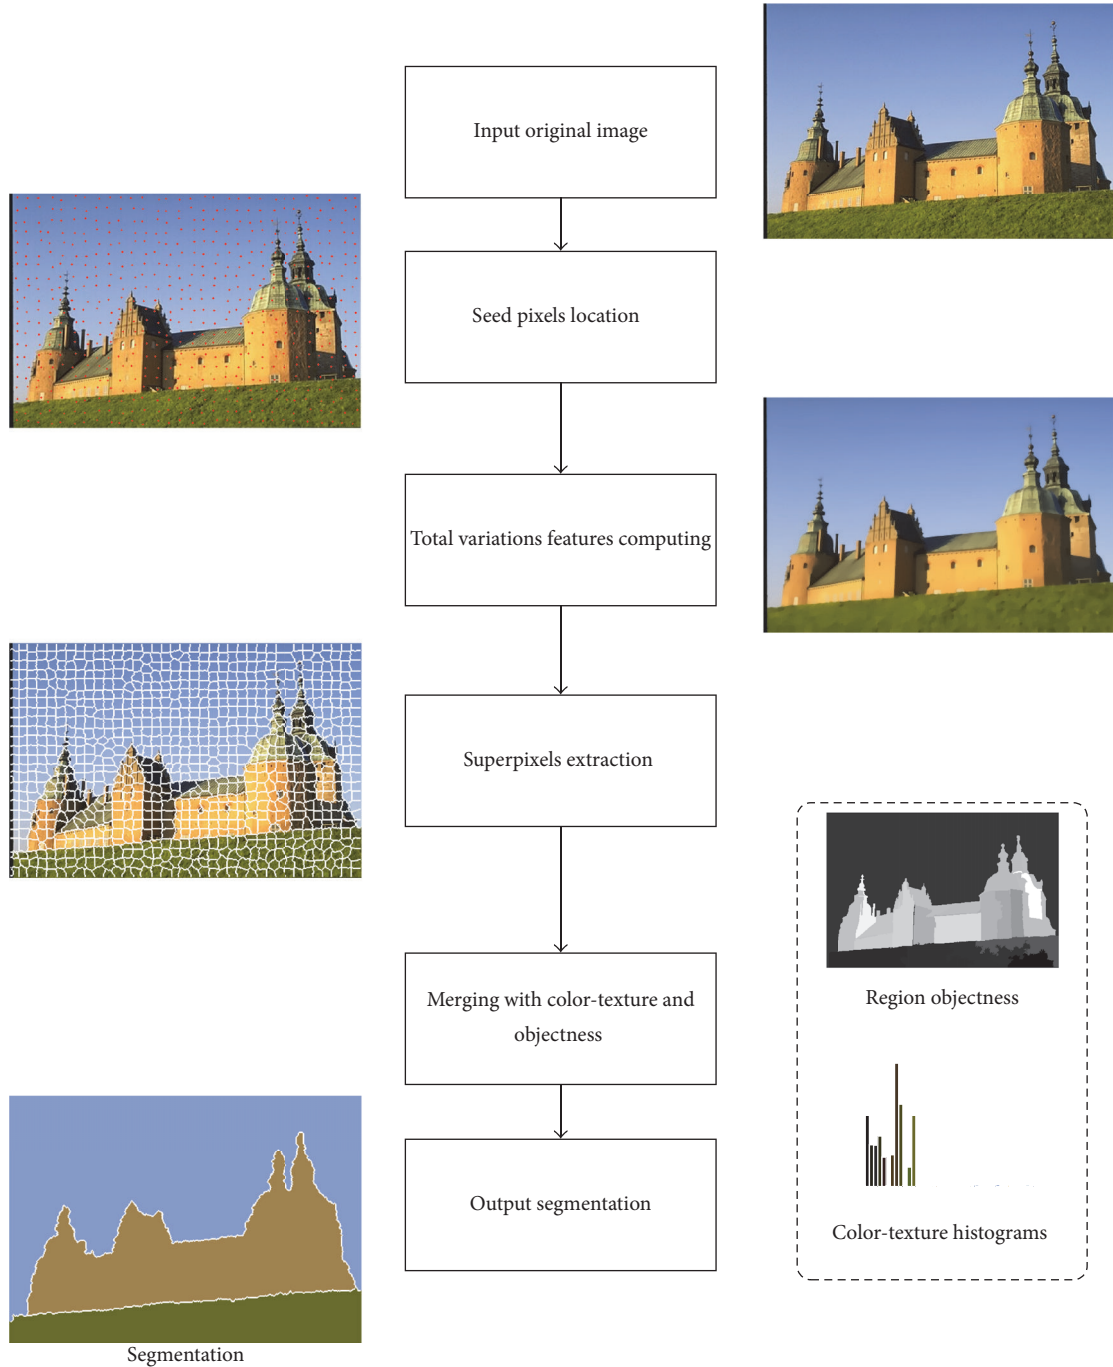 Input original image
Seed pixels location
Total variations features computing
Superpixels extraction
Merging with color-texture and
objectness
Region objectness
Output segmentation
Color-texture histograms
Segmentation